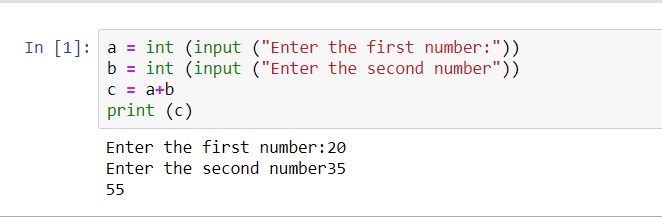 In [1]: a = int (input ("Enter the first number:"))
b = int (input ("Enter the second number"))
c = a+b
print (c)
Enter the first number:20
Enter the second number35
55